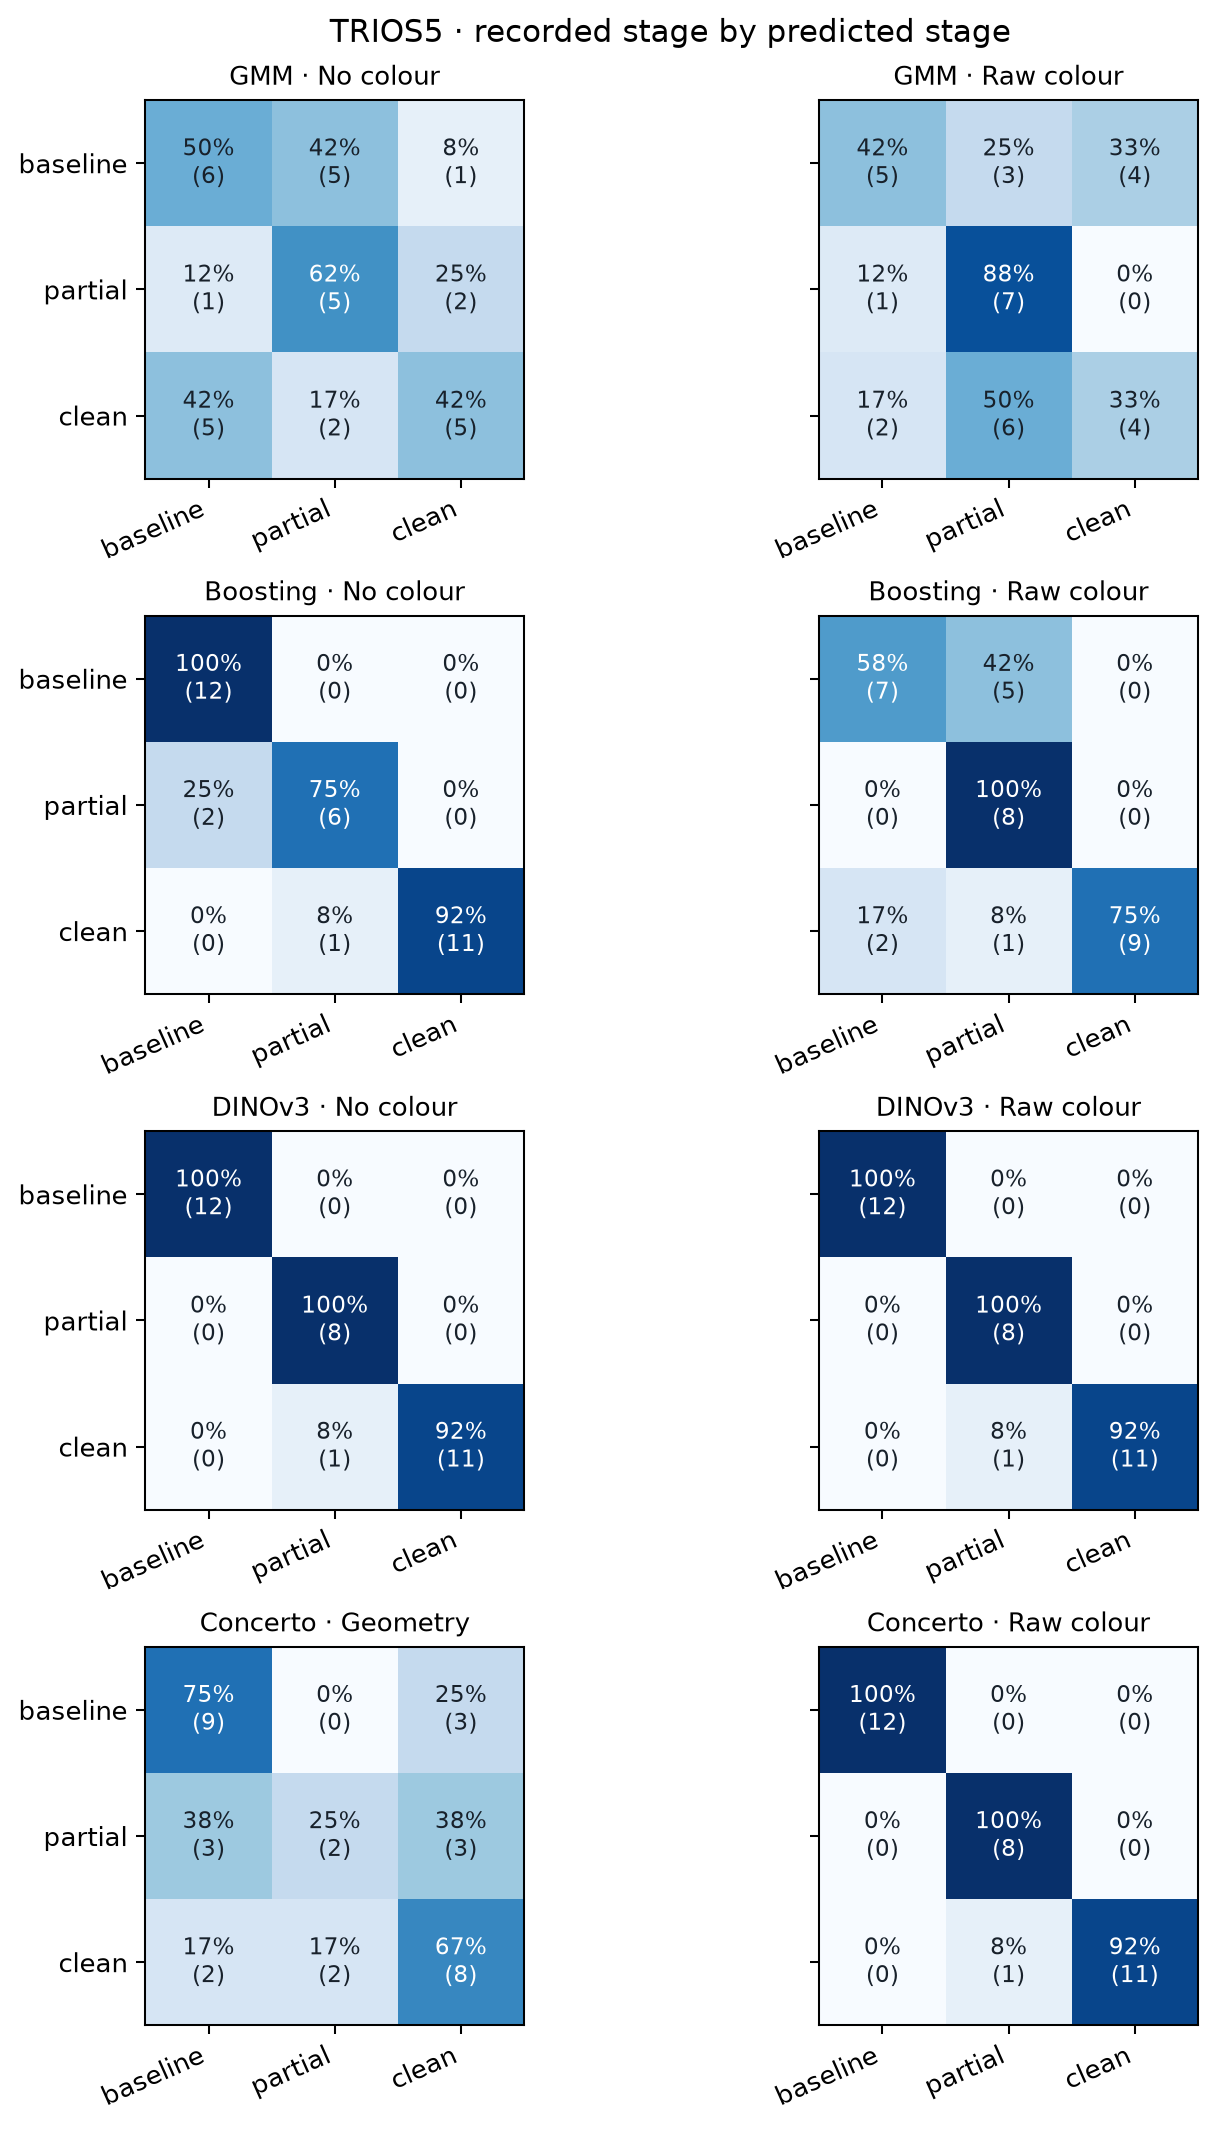 TRIOS5 · recorded stage by predicted stage
GMM · No colour
GMM · Raw colour
baseline
50% 42% 8%
(6) (5) (1)
42% 25% 33%
(5) (3) (4)
partial
12% 62% 25%
(1) (5) (2)
12% 88% 0%
(1) (7) (0)
clean
42% 17% 42%
(5) (2) (5)
17% 50% 33%
(2) (6) (4)
baseline partial clean
baseline partial clean
Boosting · No colour
Boosting · Raw colour
baseline
100% 0% 0%
(12) (0) (0)
58% 42% 0%
(7) (5) (0)
partial
25% 75% 0%
(2) (6) (0)
0% 100% 0%
(0) (8) (0)
clean
0% 8% 92%
(0) (1) (11)
17% 8% 75%
(2) (1) (9)
baseline partial clean
baseline partial clean
DINOv3 · No colour
DINOv3 · Raw colour
baseline
100% 0% 0%
(12) (0) (0)
100% 0% 0%
(12) (0) (0)
partial
0% 100% 0%
(0) (8) (0)
0% 100% 0%
(0) (8) (0)
clean
0% 8% 92%
(0) (1) (11)
0% 8% 92%
(0) (1) (11)
baseline partial clean
baseline partial clean
Concerto · Geometry
Concerto · Raw colour
baseline
75% 0% 25%
(9) (0) (3)
100% 0% 0%
(12) (0) (0)
partial
38% 25% 38%
(3) (2) (3)
0% 100% 0%
(0) (8) (0)
clean
17% 17% 67%
(2) (2) (8)
0% 8% 92%
(0) (1) (11)
baseline partial clean
baseline partial clean